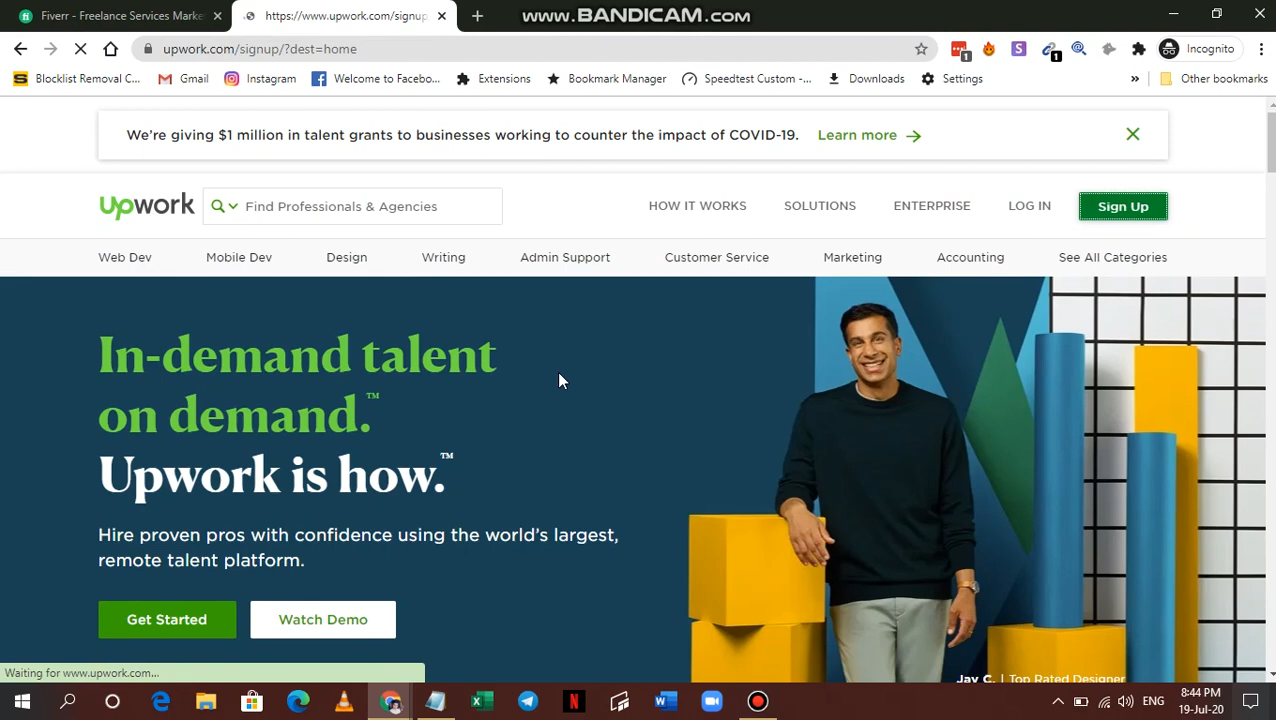 Fiverr - Freelance Services Marke
https://www.upwork.com/signup
www.BANDICAM.com
upwork.com/signup/?dest=home
1
S
1
Incognito
S
Blocklist Removal C...
Gmail
Instagram
Welcome to Facebo...
Extensions
Bookmark Manager
Speedtest Custom -...
Downloads
Settings
»
Other bookmarks
We're giving $1 million in talent grants to businesses working to counter the impact of COVID-19.
Learn more
Upwork
Find Professionals & Agencies
HOW IT WORKS
SOLUTIONS
ENTERPRISE
LOG IN
Sign Up
Web Dev
Mobile Dev
Design
Writing
Admin Support
Customer Service
Marketing
Accounting
See All Categories
In-demand talent
on demand.™
Upwork is how.™
Hire proven pros with confidence using the world's largest,
remote talent platform.
Get Started
Watch Demo
Jay C. | Top Rated Designer
Waiting for www.upwork.com...
ENG
8:44 PM
19-Jul-20